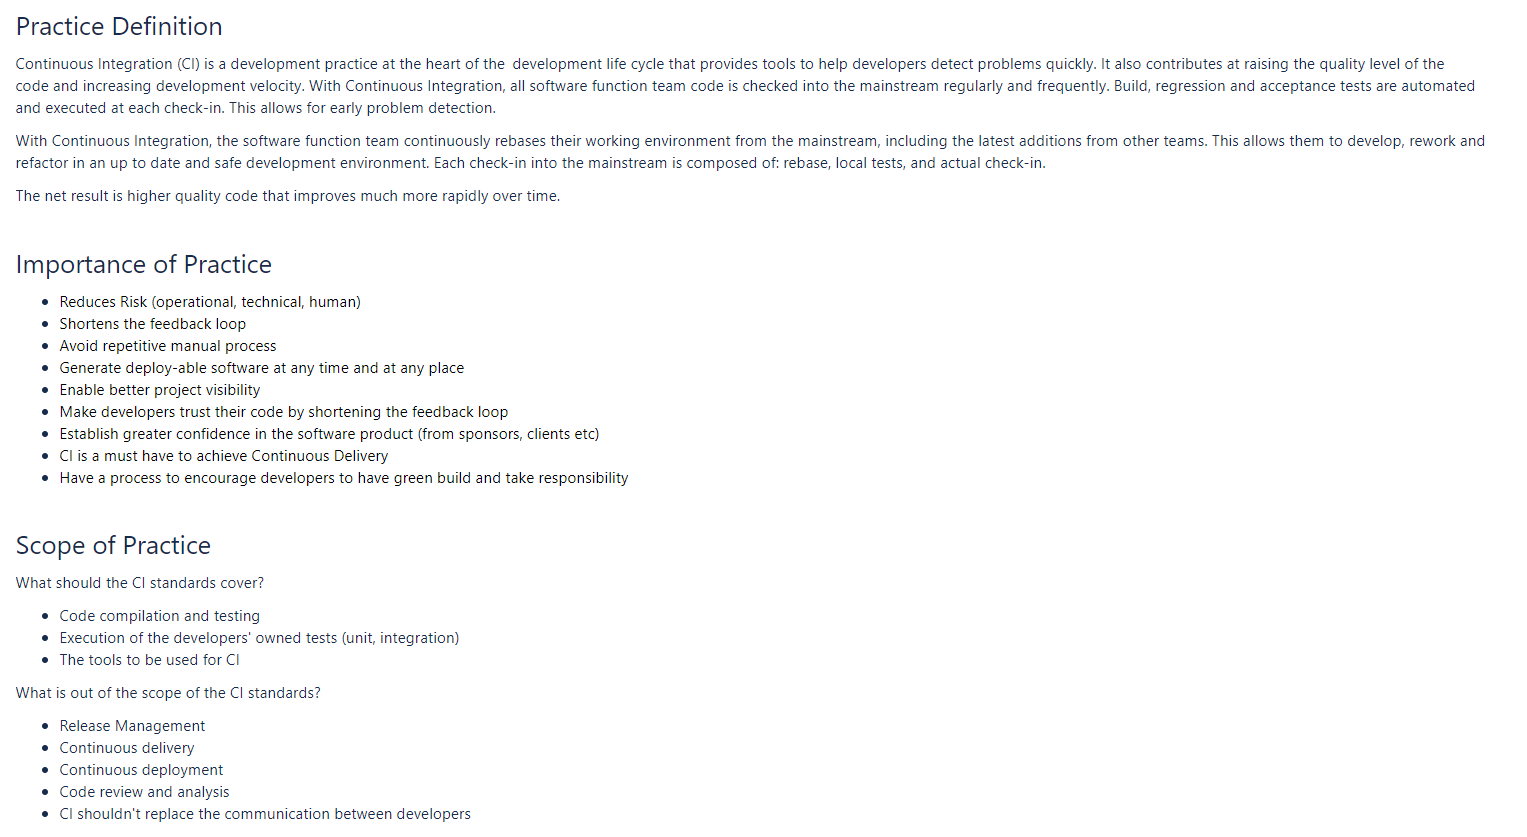 Practice Definition
Continuous Integration (CI) is a development practice at the heart of the  development life cycle that provides tools to help developers detect problems quickly. It also contributes at raising the quality level of the
code and increasing development velocity. With Continuous Integration, all software function team code is checked into the mainstream regularly and frequently. Build, regression and acceptance tests are automated
and executed at each check-in. This allows for early problem detection.
With Continuous Integration, the software function team continuously rebases their working environment from the mainstream, including the latest additions from other teams. This allows them to develop, rework and
refactor in an up to date and safe development environment. Each check-in into the mainstream is composed of: rebase, local tests, and actual check-in.
The net result is higher quality code that improves much more rapidly over time.
Importance of Practice
• Reduces Risk (operational, technical, human)
• Shortens the feedback loop
• Avoid repetitive manual process
• Generate deploy-able software at any time and at any place
• Enable better project visibility
• Make developers trust their code by shortening the feedback loop
• Establish greater confidence in the software product (from sponsors, clients etc)
• CI is a must have to achieve Continuous Delivery
• Have a process to encourage developers to have green build and take responsibility
Scope of Practice
What should the CI standards cover?
• Code compilation and testing
• Execution of the developers' owned tests (unit, integration)
• The tools to be used for CI
What is out of the scope of the CI standards?
• Release Management
• Continuous delivery
• Continuous deployment
• Code review and analysis
• CI shouldn't replace the communication between developers